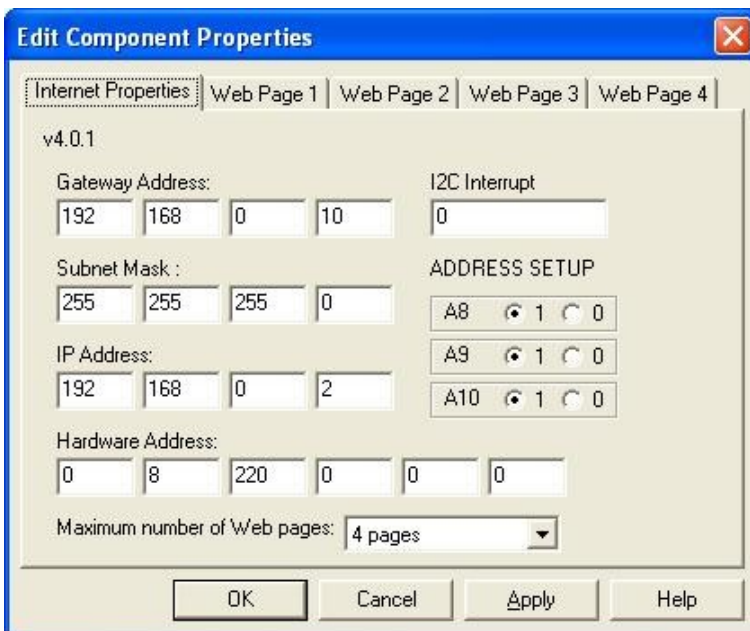 Edit Component Properties
Internet Properties Web Page 1 Web Page 2 Web Page 3 Web Page 4
v4.0.1
Gateway Address:
192 168 0 10
I2C Interrupt
0
Subnet Mask :
255 255 255 0
ADDRESS SETUP
A8 1 0
A9 1 0
A10 1 0
IP Address:
192 168 0 2
Hardware Address:
0 8 220 0 0 0
Maximum number of Web pages: 4 pages
OK Cancel Apply Help